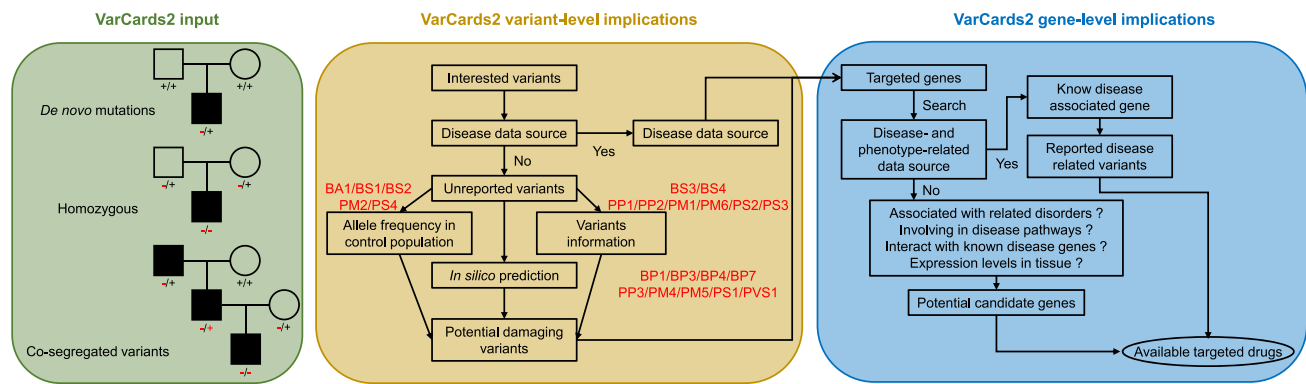 VarCards2 input
+/+
+/+
De novo mutations
-/+
-/+
-/+
Homozygous
-/-
-/+
+/+
-/+
-/+
Co-segregated variants
-/-
VarCards2 variant-level implications
Interested variants
Disease data source
Yes
Disease data source
No
Unreported variants
BA1/BS1/BS2
PM2/PS4
BS3/BS4
PP1/PP2/PM1/PM6/PS2/PS3
Allele frequency in
control population
Variants
information
In silico prediction
BP1/BP3/BP4/BP7
PP3/PM4/PM5/PS1/PVS1
Potential damaging
variants
VarCards2 gene-level implications
Targeted genes
Search
Know disease
associated gene
Disease- and
phenotype-related
data source
Yes
Reported disease
related variants
No
Associated with related disorders ?
Involving in disease pathways ?
Interact with known disease genes ?
Expression levels in tissue ?
Potential candidate genes
Available targeted drugs